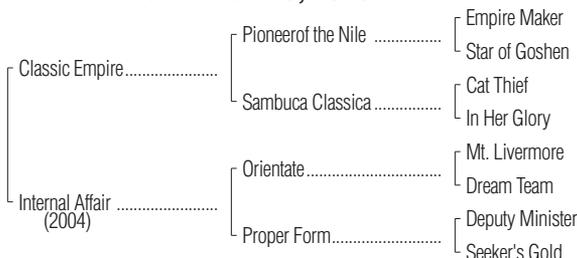 Empire Maker
Pioneerof the Nile ................
Star of Goshen
Classic Empire......................
Cat Thief
Sambuca Classica ................
In Her Glory
Mt. Livermore
Orientate................................
Dream Team
Internal Affair ........................
(2004)
Deputy Minister
Proper Form..........................
Seeker's Gold